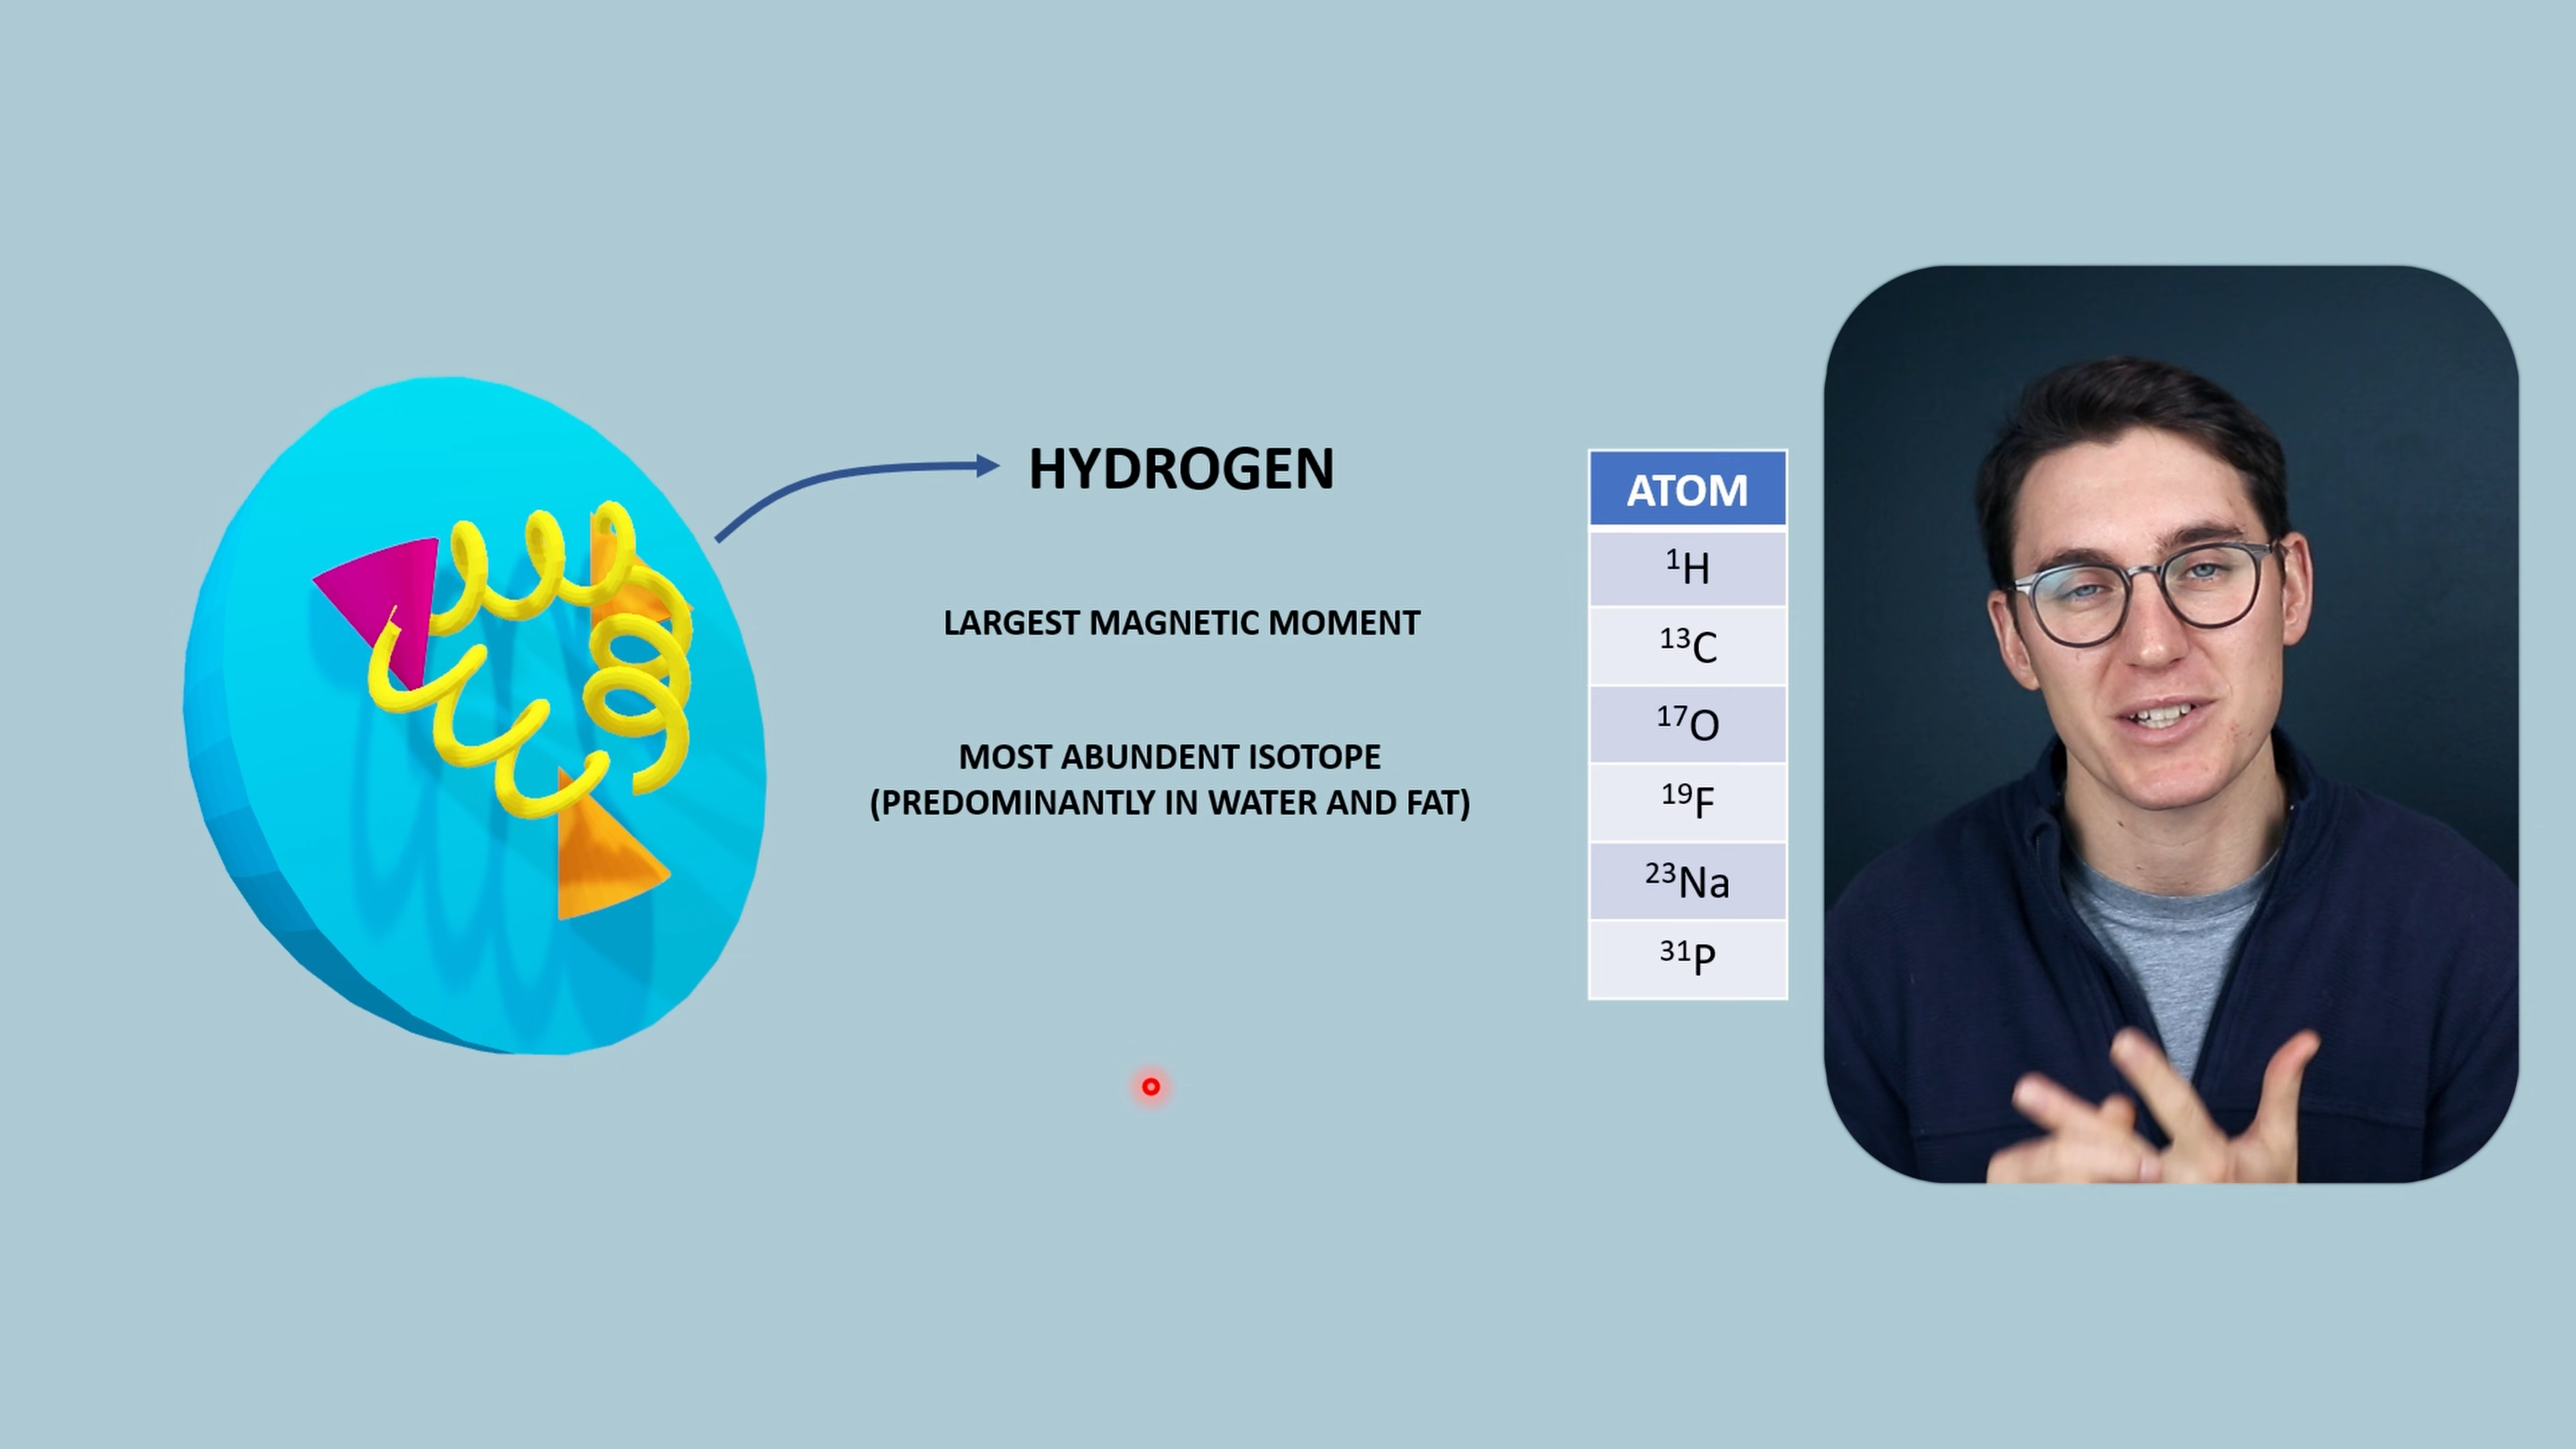 HYDROGEN
LARGEST MAGNETIC MOMENT
MOST ABUNDENT ISOTOPE
(PREDOMINANTLY IN WATER AND FAT)
ATOM
¹H
¹³C
¹⁷O
¹⁹F
²³Na
³¹P